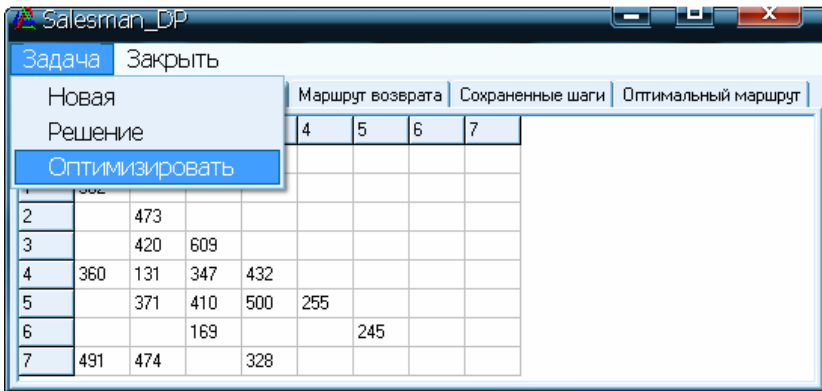 Salesman_DP
Задача Закрыть
Новая
Решение
Оптимизировать
Маршрут возврата Сохраненные шаги Оптимальный маршрут
4 5 6 7
1
2 473
3 420 609
4 360 131 347 432
5 371 410 500 255
6 169 245
7 491 474 328